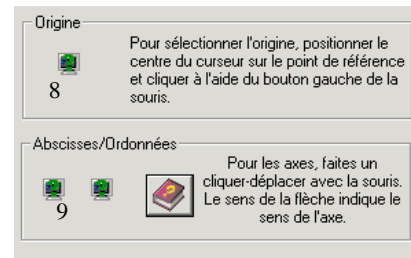 Origine
Pour sélectionner l'origine, positionner le
centre du curseur sur le point de référence
et cliquer à l'aide du bouton gauche de la
souris.
8
Abscisses/Ordonnées
Pour les axes, faites un
cliquer-déplacer avec la souris.
Le sens de la flèche indique le
sens de l'axe.
9